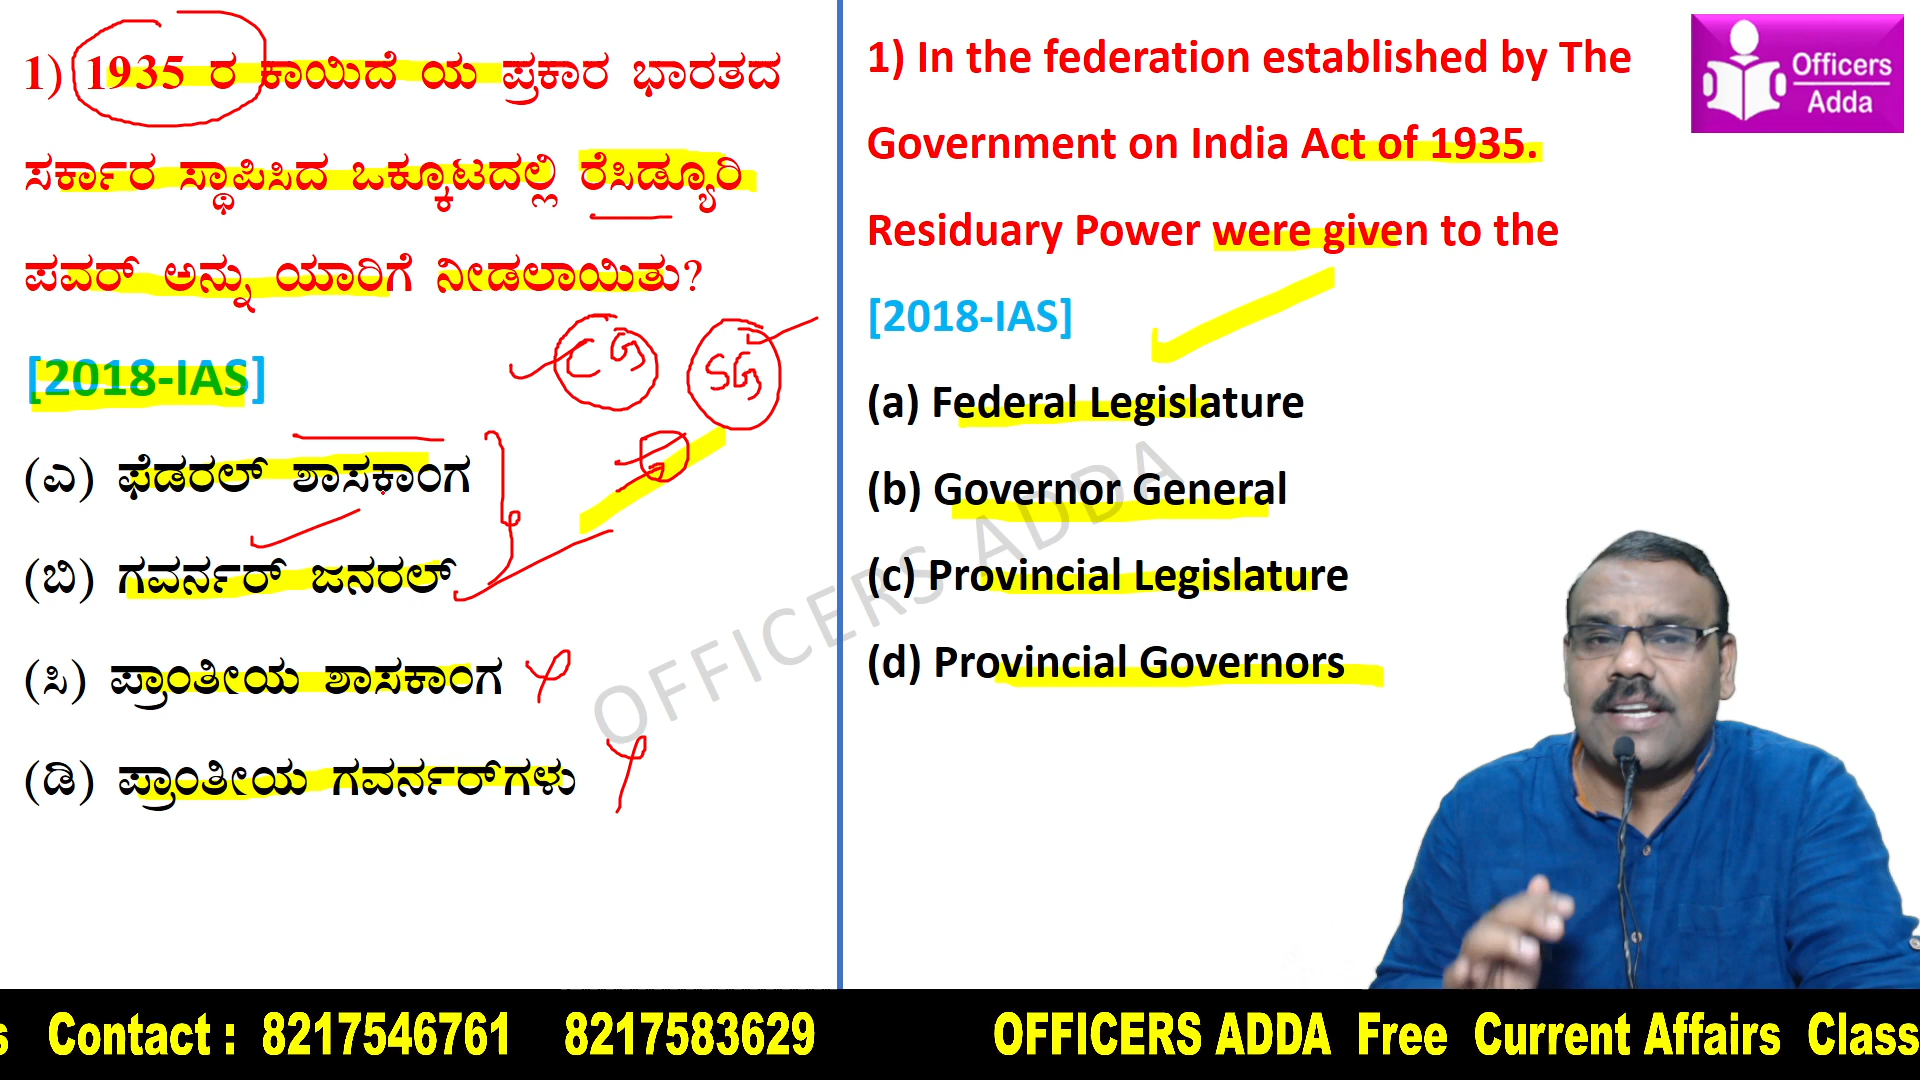 1) 1935 ರ ಕಾಯಿದೆ ಯ ಪ್ರಕಾರ ಭಾರತದ
ಸರ್ಕಾರ ಸ್ಥಾಪಿಸಿದ ಒಕ್ಕೂಟದಲ್ಲಿ ರೆಸಿಡ್ಯೂರಿ
ಪವರ್ ಅನ್ನು ಯಾರಿಗೆ ನೀಡಲಾಯಿತು?
[2018-IAS]
CG SG
(ಎ) ಫೆಡರಲ್ ಶಾಸಕಾಂಗ
(ಬಿ) ಗವರ್ನರ್ ಜನರಲ್
(ಸಿ) ಪ್ರಾಂತೀಯ ಶಾಸಕಾಂಗ
(ಡಿ) ಪ್ರಾಂತೀಯ ಗವರ್ನರ್‌ಗಳು
1) In the federation established by The
Government on India Act of 1935.
Residuary Power were given to the
[2018-IAS]
(a) Federal Legislature
(b) Governor General
(c) Provincial Legislature
(d) Provincial Governors
OFFICERS ADDA
Officers
Adda
s Contact : 8217546761 8217583629 OFFICERS ADDA Free Current Affairs Class